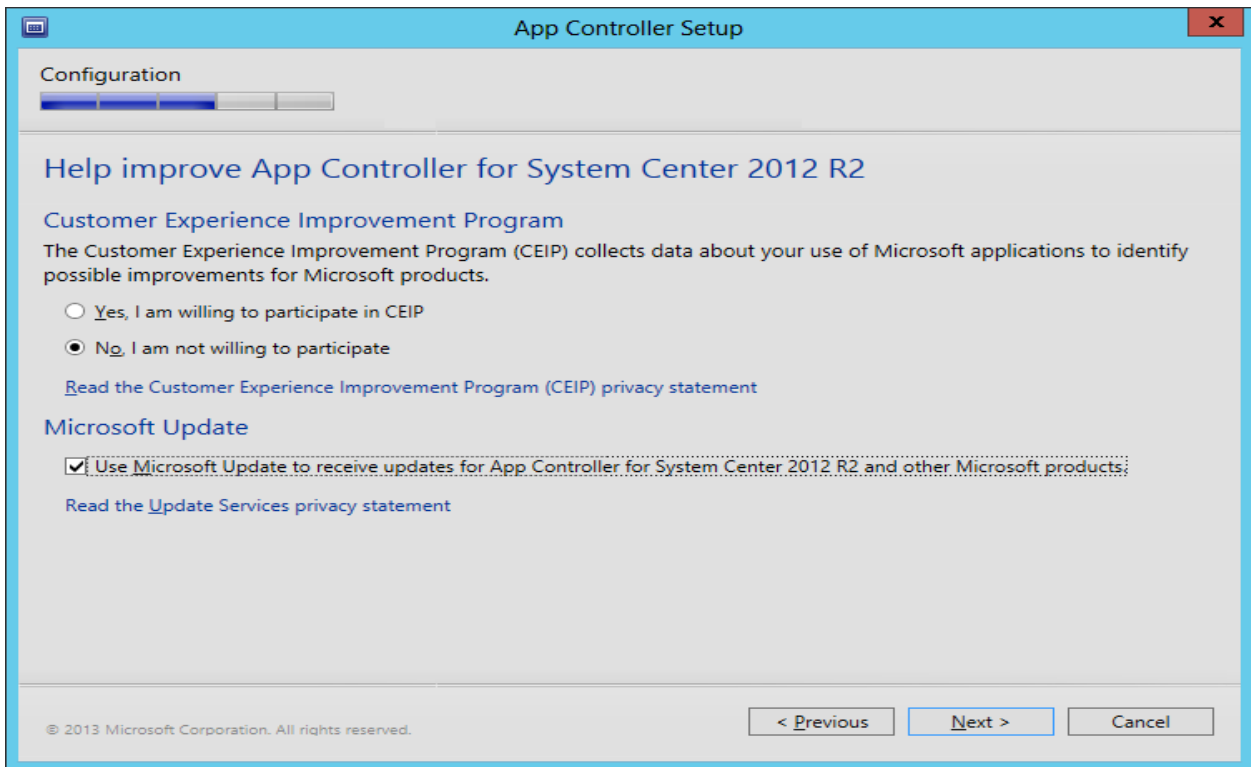 App Controller Setup
x
Configuration
Help improve App Controller for System Center 2012 R2
Customer Experience Improvement Program
The Customer Experience Improvement Program (CEIP) collects data about your use of Microsoft applications to identify
possible improvements for Microsoft products.
Yes, I am willing to participate in CEIP
No, I am not willing to participate
Read the Customer Experience Improvement Program (CEIP) privacy statement
Microsoft Update
Use Microsoft Update to receive updates for App Controller for System Center 2012 R2 and other Microsoft products.
Read the Update Services privacy statement
© 2013 Microsoft Corporation. All rights reserved.
< Previous Next > Cancel